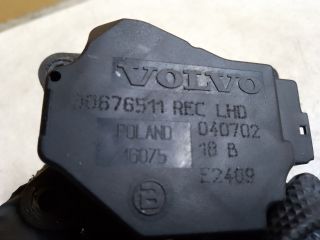 VOLVO
30676511 REC LHD
POLAND 040702
16075 18 B
E2409
B